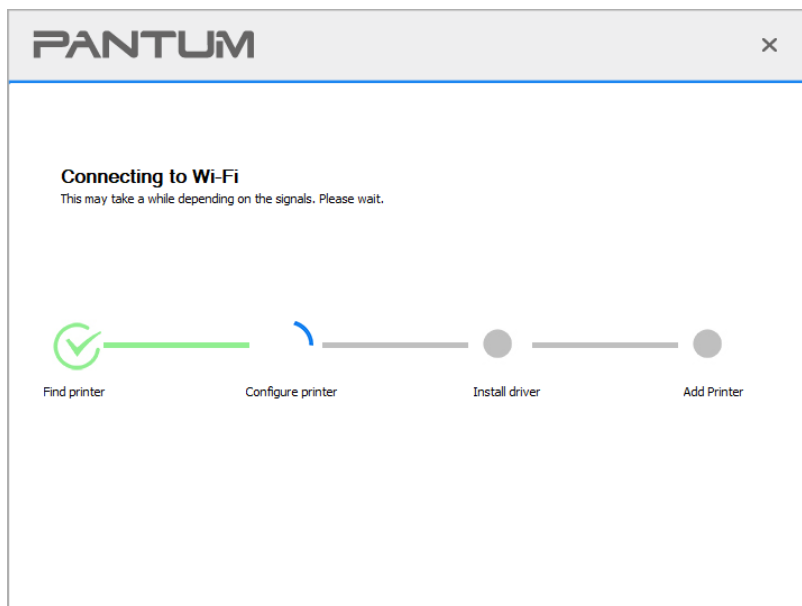 PANTUM
Connecting to Wi-Fi
This may take a while depending on the signals. Please wait.
Find printer
Configure printer
Install driver
Add Printer